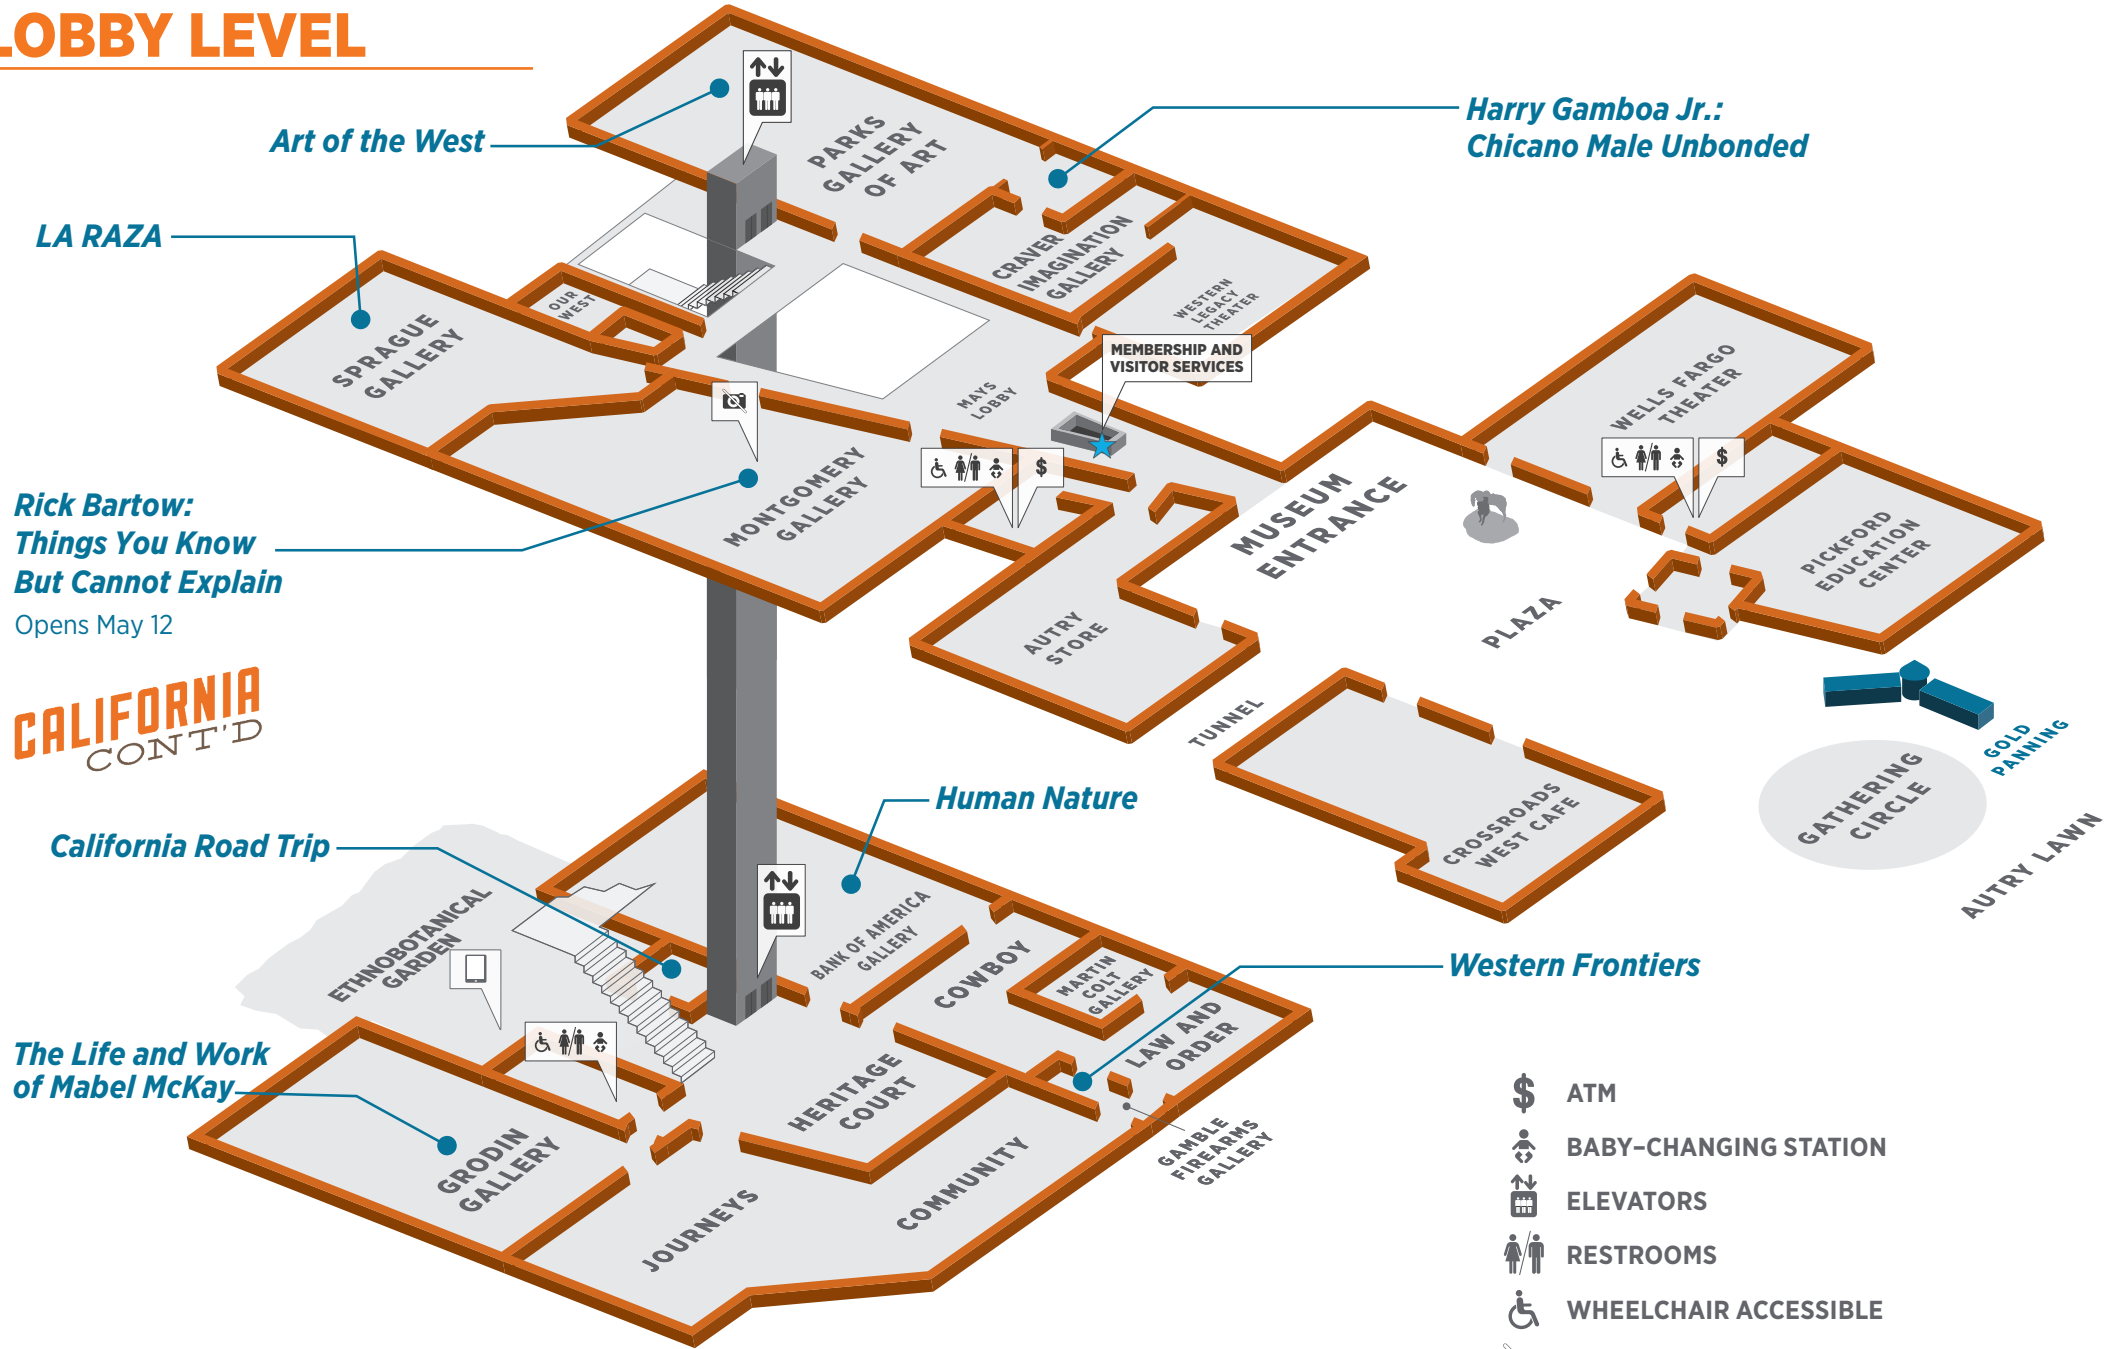 LOBBY LEVEL
Art of the West
Harry Gamboa Jr.:
Chicano Male Unbonded
PARKS
GALLERY
OF ART
LA RAZA
CRAVER
IMAGINATION
GALLERY
OUR
WEST
WESTERN
LEGACY
THEATER
SPRAGUE
GALLERY
MEMBERSHIP AND
VISITOR SERVICES
MAYS
LOBBY
WELLS FARGO
THEATER
$
$
MONTGOMERY
GALLERY
MUSEUM
ENTRANCE
Rick Bartow:
Things You Know
But Cannot Explain
Opens May 12
PICKFORD
EDUCATION
CENTER
AUTRY
STORE
PLAZA
TUNNEL
CALIFORNIA
CONT'D
GOLD
PANNING
GATHERING
CIRCLE
AUTRY LAWN
CROSSROADS
WEST CAFE
Human Nature
California Road Trip
ETHNOBOTANICAL
GARDEN
BANK OF AMERICA
GALLERY
COWBOY
MARTIN
COLT
GALLERY
Western Frontiers
LAW AND
ORDER
The Life and Work
of Mabel McKay
HERITAGE
COURT
GRODIN
GALLERY
COMMUNITY
GAMBLE
FIREARMS
GALLERY
JOURNEYS
$ ATM
BABY-CHANGING STATION
ELEVATORS
RESTROOMS
WHEELCHAIR ACCESSIBLE